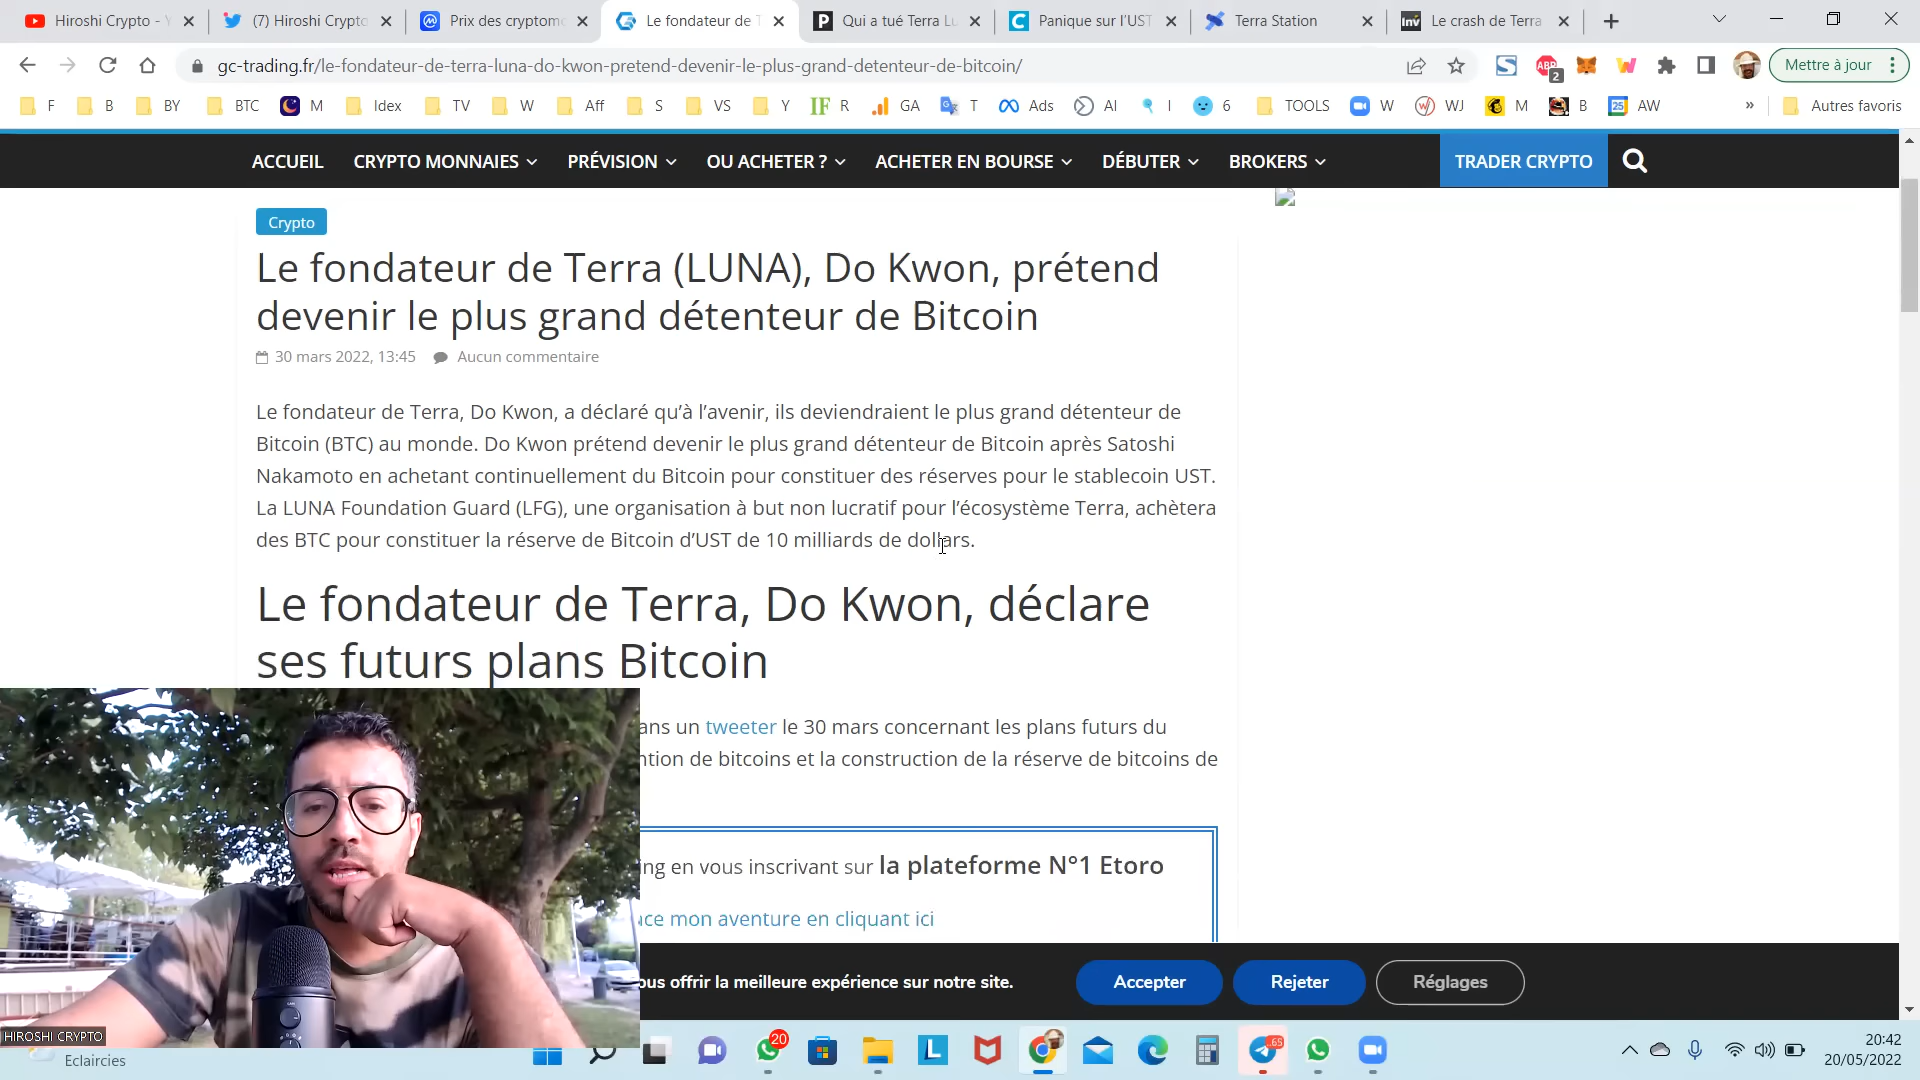 Hiroshi Crypto - Y
(7) Hiroshi Crypto
Prix des cryptomo
Le fondateur de T
Qui a tué Terra Lu
Panique sur l'UST
Terra Station
Le crash de Terra
gc-trading.fr/le-fondateur-de-terra-luna-do-kwon-pretend-devenir-le-plus-grand-detenteur-de-bitcoin/
ABP
2
Mettre à jour
F
B
BY
BTC
M
Idex
TV
W
Aff
S
VS
Y
IF R
GA
T
Ads
AI
I
6
TOOLS
W
WJ
M
B
25
AW
»
Autres favoris
ACCUEIL
CRYPTO MONNAIES
PRÉVISION
OU ACHETER ?
ACHETER EN BOURSE
DÉBUTER
BROKERS
TRADER CRYPTO
Crypto
Le fondateur de Terra (LUNA), Do Kwon, prétend
devenir le plus grand détenteur de Bitcoin
30 mars 2022, 13:45
Aucun commentaire
Le fondateur de Terra, Do Kwon, a déclaré qu'à l'avenir, ils deviendraient le plus grand détenteur de
Bitcoin (BTC) au monde. Do Kwon prétend devenir le plus grand détenteur de Bitcoin après Satoshi
Nakamoto en achetant continuellement du Bitcoin pour constituer des réserves pour le stablecoin UST.
La LUNA Foundation Guard (LFG), une organisation à but non lucratif pour l'écosystème Terra, achètera
des BTC pour constituer la réserve de Bitcoin d'UST de 10 milliards de dollars.
Le fondateur de Terra, Do Kwon, déclare
ses futurs plans Bitcoin
ans un tweeter le 30 mars concernant les plans futurs du
ntion de bitcoins et la construction de la réserve de bitcoins de
ng en vous inscrivant sur la plateforme N°1 Etoro
ce mon aventure en cliquant ici
ous offrir la meilleure expérience sur notre site.
Accepter
Rejeter
Réglages
HIROSHI CRYPTO
Eclaircies
20
L
65
20:42
20/05/2022